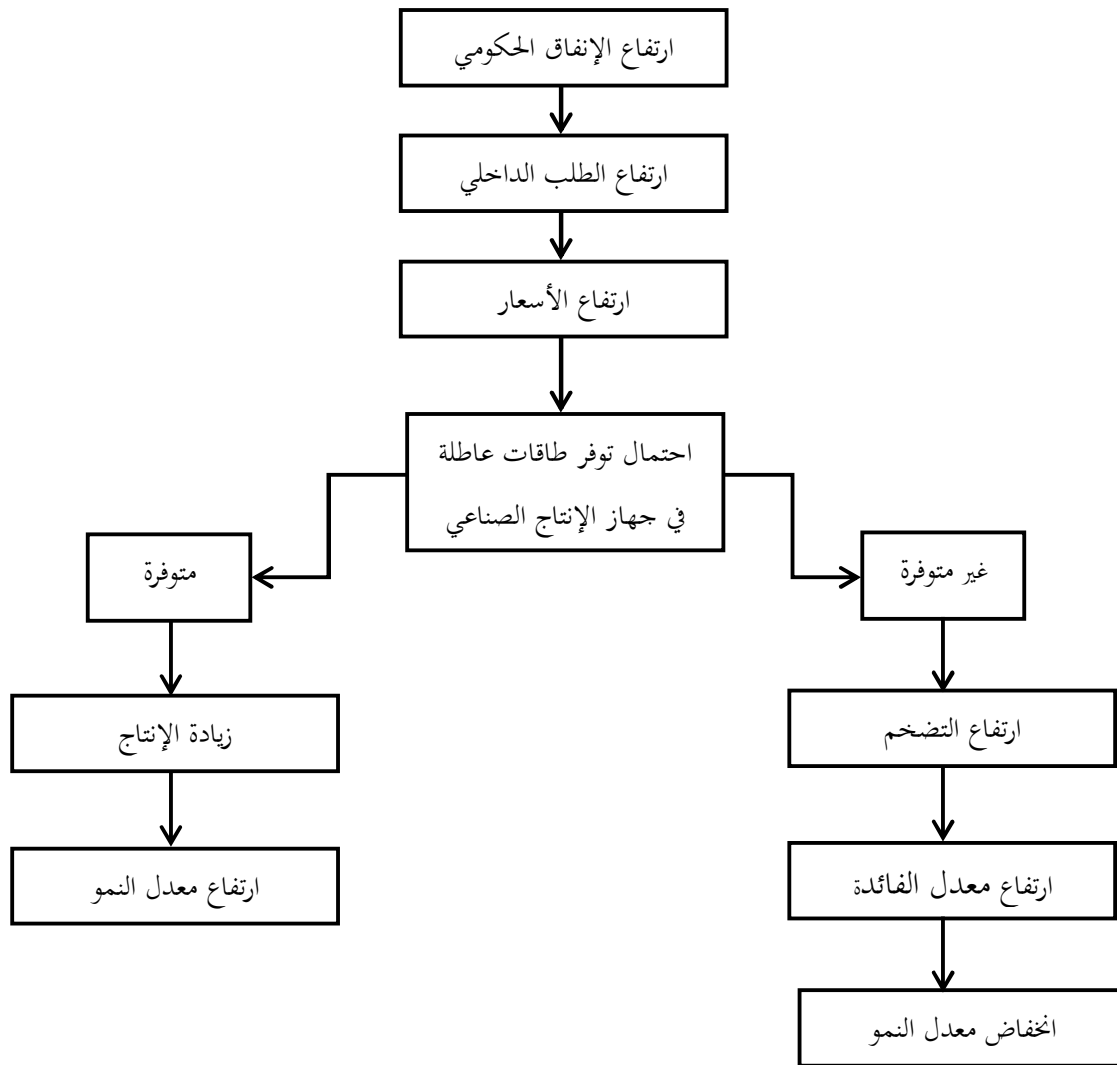 ارتفاع الإنفاق الحكومي
ارتفاع الطلب الداخلي
ارتفاع الأسعار
احتمال توفر طاقات عاطلة
في جهاز الإنتاج الصناعي
غير متوفرة
متوفرة
ارتفاع التضخم
زيادة الإنتاج
ارتفاع معدل الفائدة
ارتفاع معدل النمو
انخفاض معدل النمو